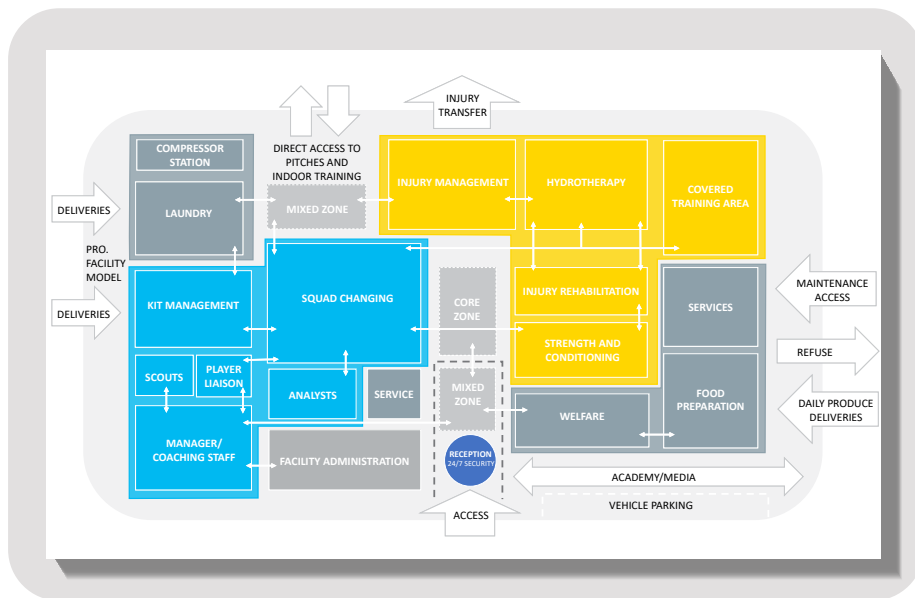 INJURY
TRANSFER
COMPRESSOR
STATION
DIRECT ACCESS TO
PITCHES AND
INDOOR TRAINING
INJURY MANAGEMENT
HYDROTHERAPY
COVERED
TRAINING AREA
DELIVERIES
LAUNDRY
MIXED ZONE
PRO.
FACILITY
MODEL
KIT MANAGEMENT
SQUAD CHANGING
CORE
ZONE
INJURY REHABILITATION
SERVICES
MAINTENANCE
ACCESS
DELIVERIES
STRENGTH AND
CONDITIONING
REFUSE
SCOUTS
PLAYER
LIAISON
ANALYSTS
SERVICE
MIXED
ZONE
WELFARE
FOOD
PREPARATION
DAILY PRODUCE
DELIVERIES
MANAGER/
COACHING STAFF
FACILITY ADMINISTRATION
RECEPTION
24/7 SECURITY
ACADEMY/MEDIA
VEHICLE PARKING
ACCESS